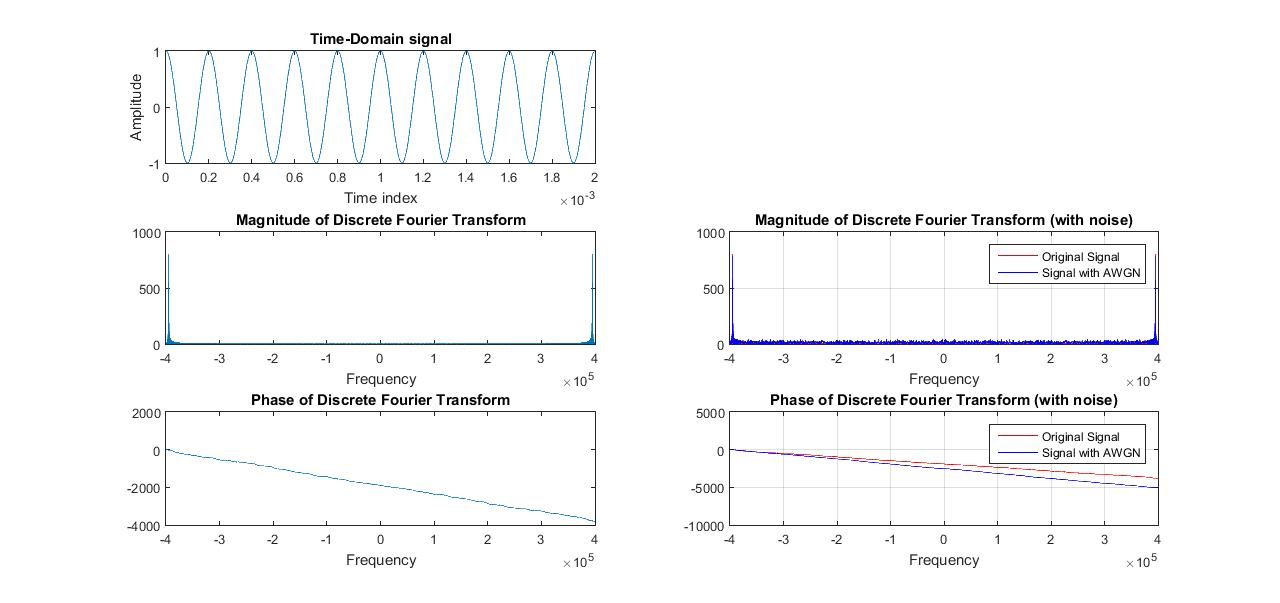 Time-Domain signal
1
0
-1
Amplitude
0 0.2 0.4 0.6 0.8 1 1.2 1.4 1.6 1.8 2
Time index
×10⁻³
Magnitude of Discrete Fourier Transform
1000
500
0
-4 -3 -2 -1 0 1 2 3 4
Frequency
×10⁵
Magnitude of Discrete Fourier Transform (with noise)
1000
500
0
Original Signal
Signal with AWGN
-4 -3 -2 -1 0 1 2 3 4
Frequency
×10⁵
Phase of Discrete Fourier Transform
2000
0
-2000
-4000
-4 -3 -2 -1 0 1 2 3 4
Frequency
×10⁵
Phase of Discrete Fourier Transform (with noise)
5000
0
-5000
-10000
Original Signal
Signal with AWGN
-4 -3 -2 -1 0 1 2 3 4
Frequency
×10⁵